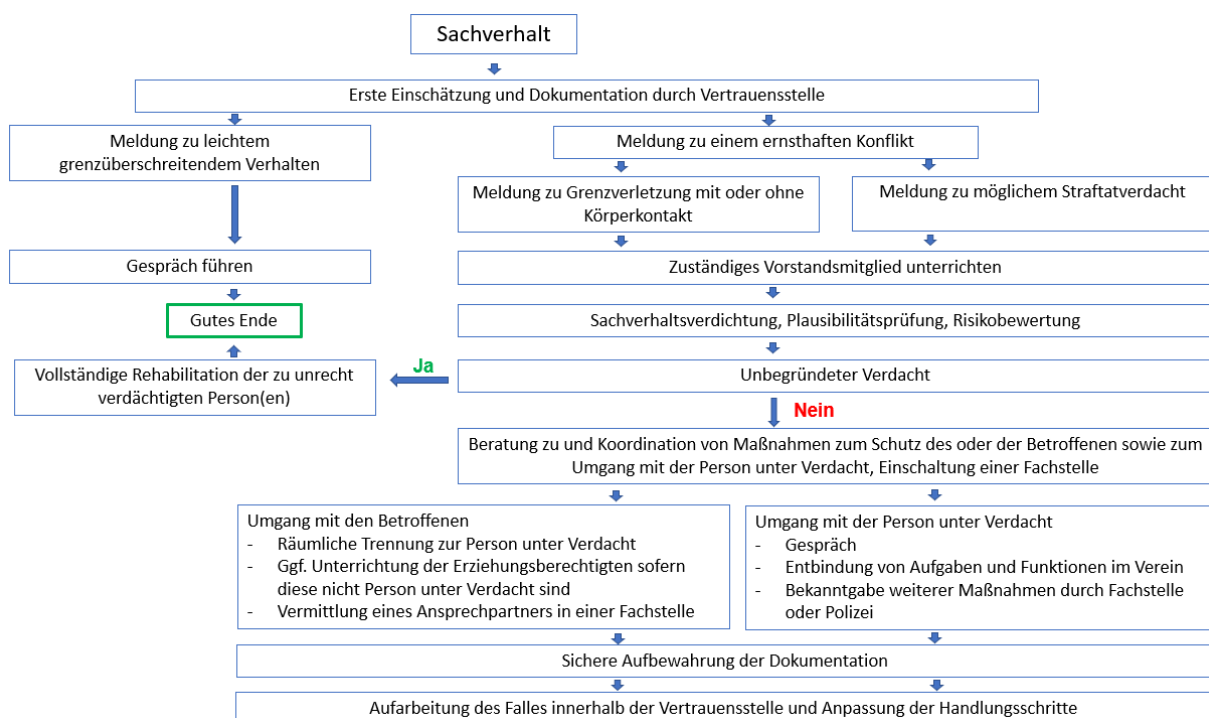 Sachverhalt
Erste Einschätzung und Dokumentation durch Vertrauensstelle
Meldung zu leichtem
grenzüberschreitendem Verhalten
Meldung zu einem ernsthaften Konflikt
Meldung zu Grenzverletzung mit oder ohne
Körperkontakt
Meldung zu möglichem Straftatverdacht
Gespräch führen
Zuständiges Vorstandsmitglied unterrichten
Gutes Ende
Sachverhaltsverdichtung, Plausibilitätsprüfung, Risikobewertung
Vollständige Rehabilitation der zu unrecht
verdächtigten Person(en)
Ja
Unbegründeter Verdacht
Nein
Beratung zu und Koordination von Maßnahmen zum Schutz des oder der Betroffenen sowie zum
Umgang mit der Person unter Verdacht, Einschaltung einer Fachstelle
Umgang mit den Betroffenen
- Räumliche Trennung zur Person unter Verdacht
- Ggf. Unterrichtung der Erziehungsberechtigten sofern
diese nicht Person unter Verdacht sind
- Vermittlung eines Ansprechpartners in einer Fachstelle
Umgang mit der Person unter Verdacht
- Gespräch
- Entbindung von Aufgaben und Funktionen im Verein
- Bekanntgabe weiterer Maßnahmen durch Fachstelle
oder Polizei
Sichere Aufbewahrung der Dokumentation
Aufarbeitung des Falles innerhalb der Vertrauensstelle und Anpassung der Handlungsschritte